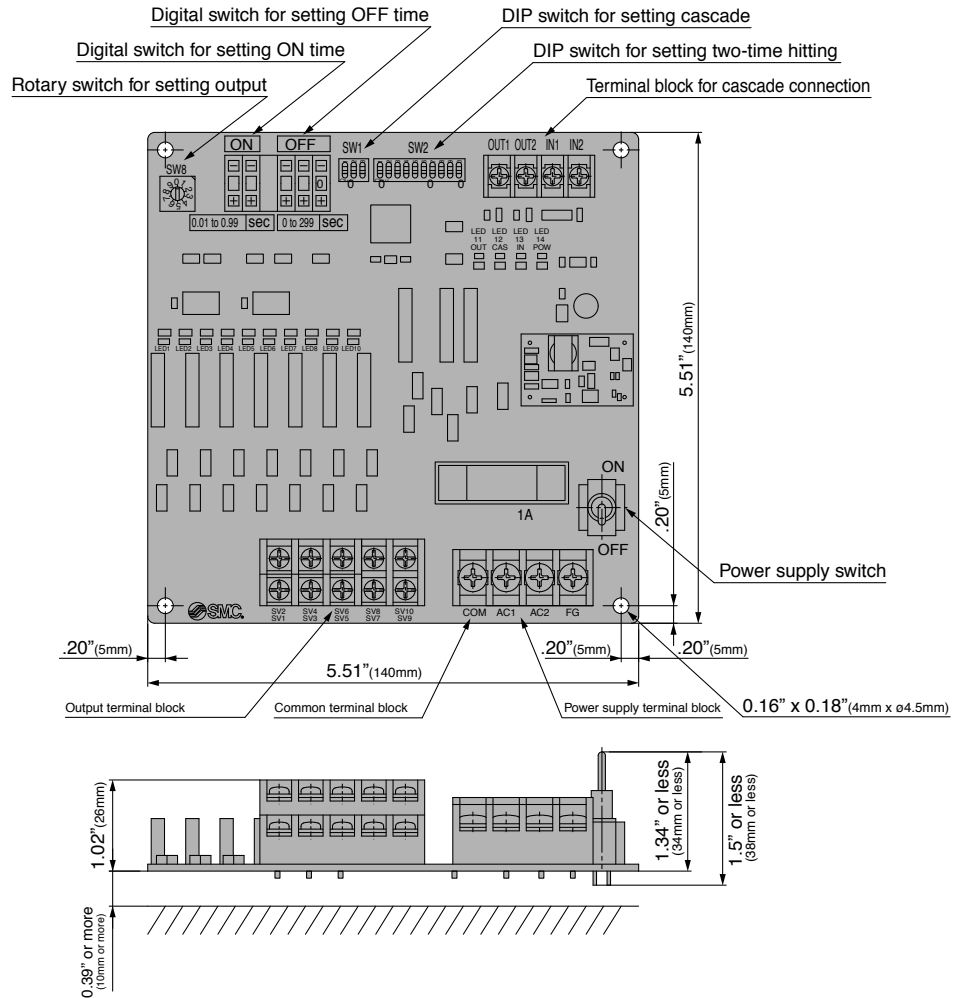 Digital switch for setting OFF time
DIP switch for setting cascade
Digital switch for setting ON time
DIP switch for setting two-time hitting
Rotary switch for setting output
Terminal block for cascade connection
ON OFF SW1 SW2 OUT1 OUT2 IN1 IN2
SW8
0
0.01 to 0.99 sec 0 to 299 sec
LED LED LED LED
11 12 13 14
OUT CAS IN POW
LED1 LED2 LED3 LED4 LED5 LED6 LED7 LED8 LED9 LED10
5.51” (140mm)
ON
1A
OFF
.20” (5mm)
Power supply switch
SMC.
SV2 SV4 SV6 SV8 SV10
SV1 SV3 SV5 SV7 SV9
COM AC1 AC2 FG
.20” (5mm)
5.51” (140mm)
.20” (5mm)
.20” (5mm)
Output terminal block
Common terminal block
Power supply terminal block
0.16” x 0.18” (4mm x ø4.5mm)
1.02” (26mm)
0.39” or more
(10mm or more)
1.34” or less
(34mm or less)
1.5” or less
(38mm or less)